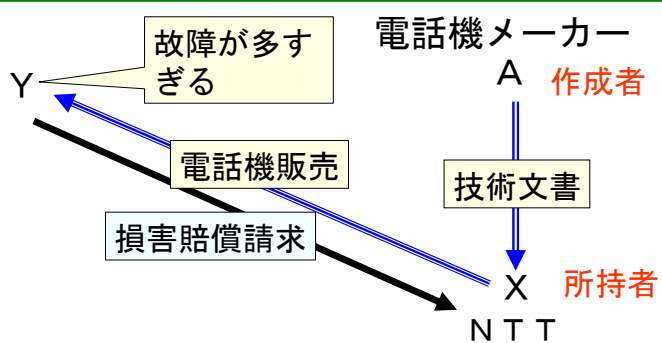 電話機メーカー
故障が多す
ぎる
Y
A
作成者
電話機販売
技術文書
損害賠償請求
X
所持者
NTT